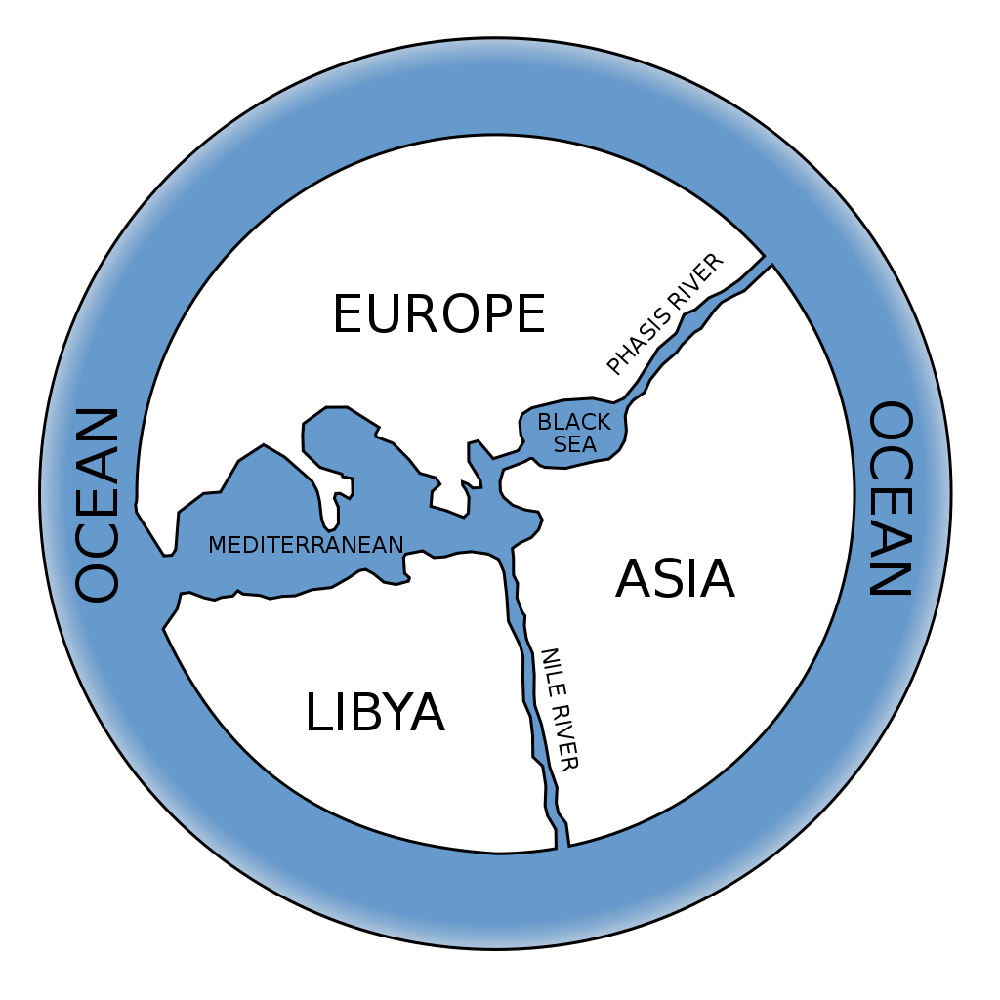 PHASIS RIVER
EUROPE
BLACK
SEA
OCEAN
OCEAN
MEDITERRANEAN
ASIA
NILE RIVER
LIBYA